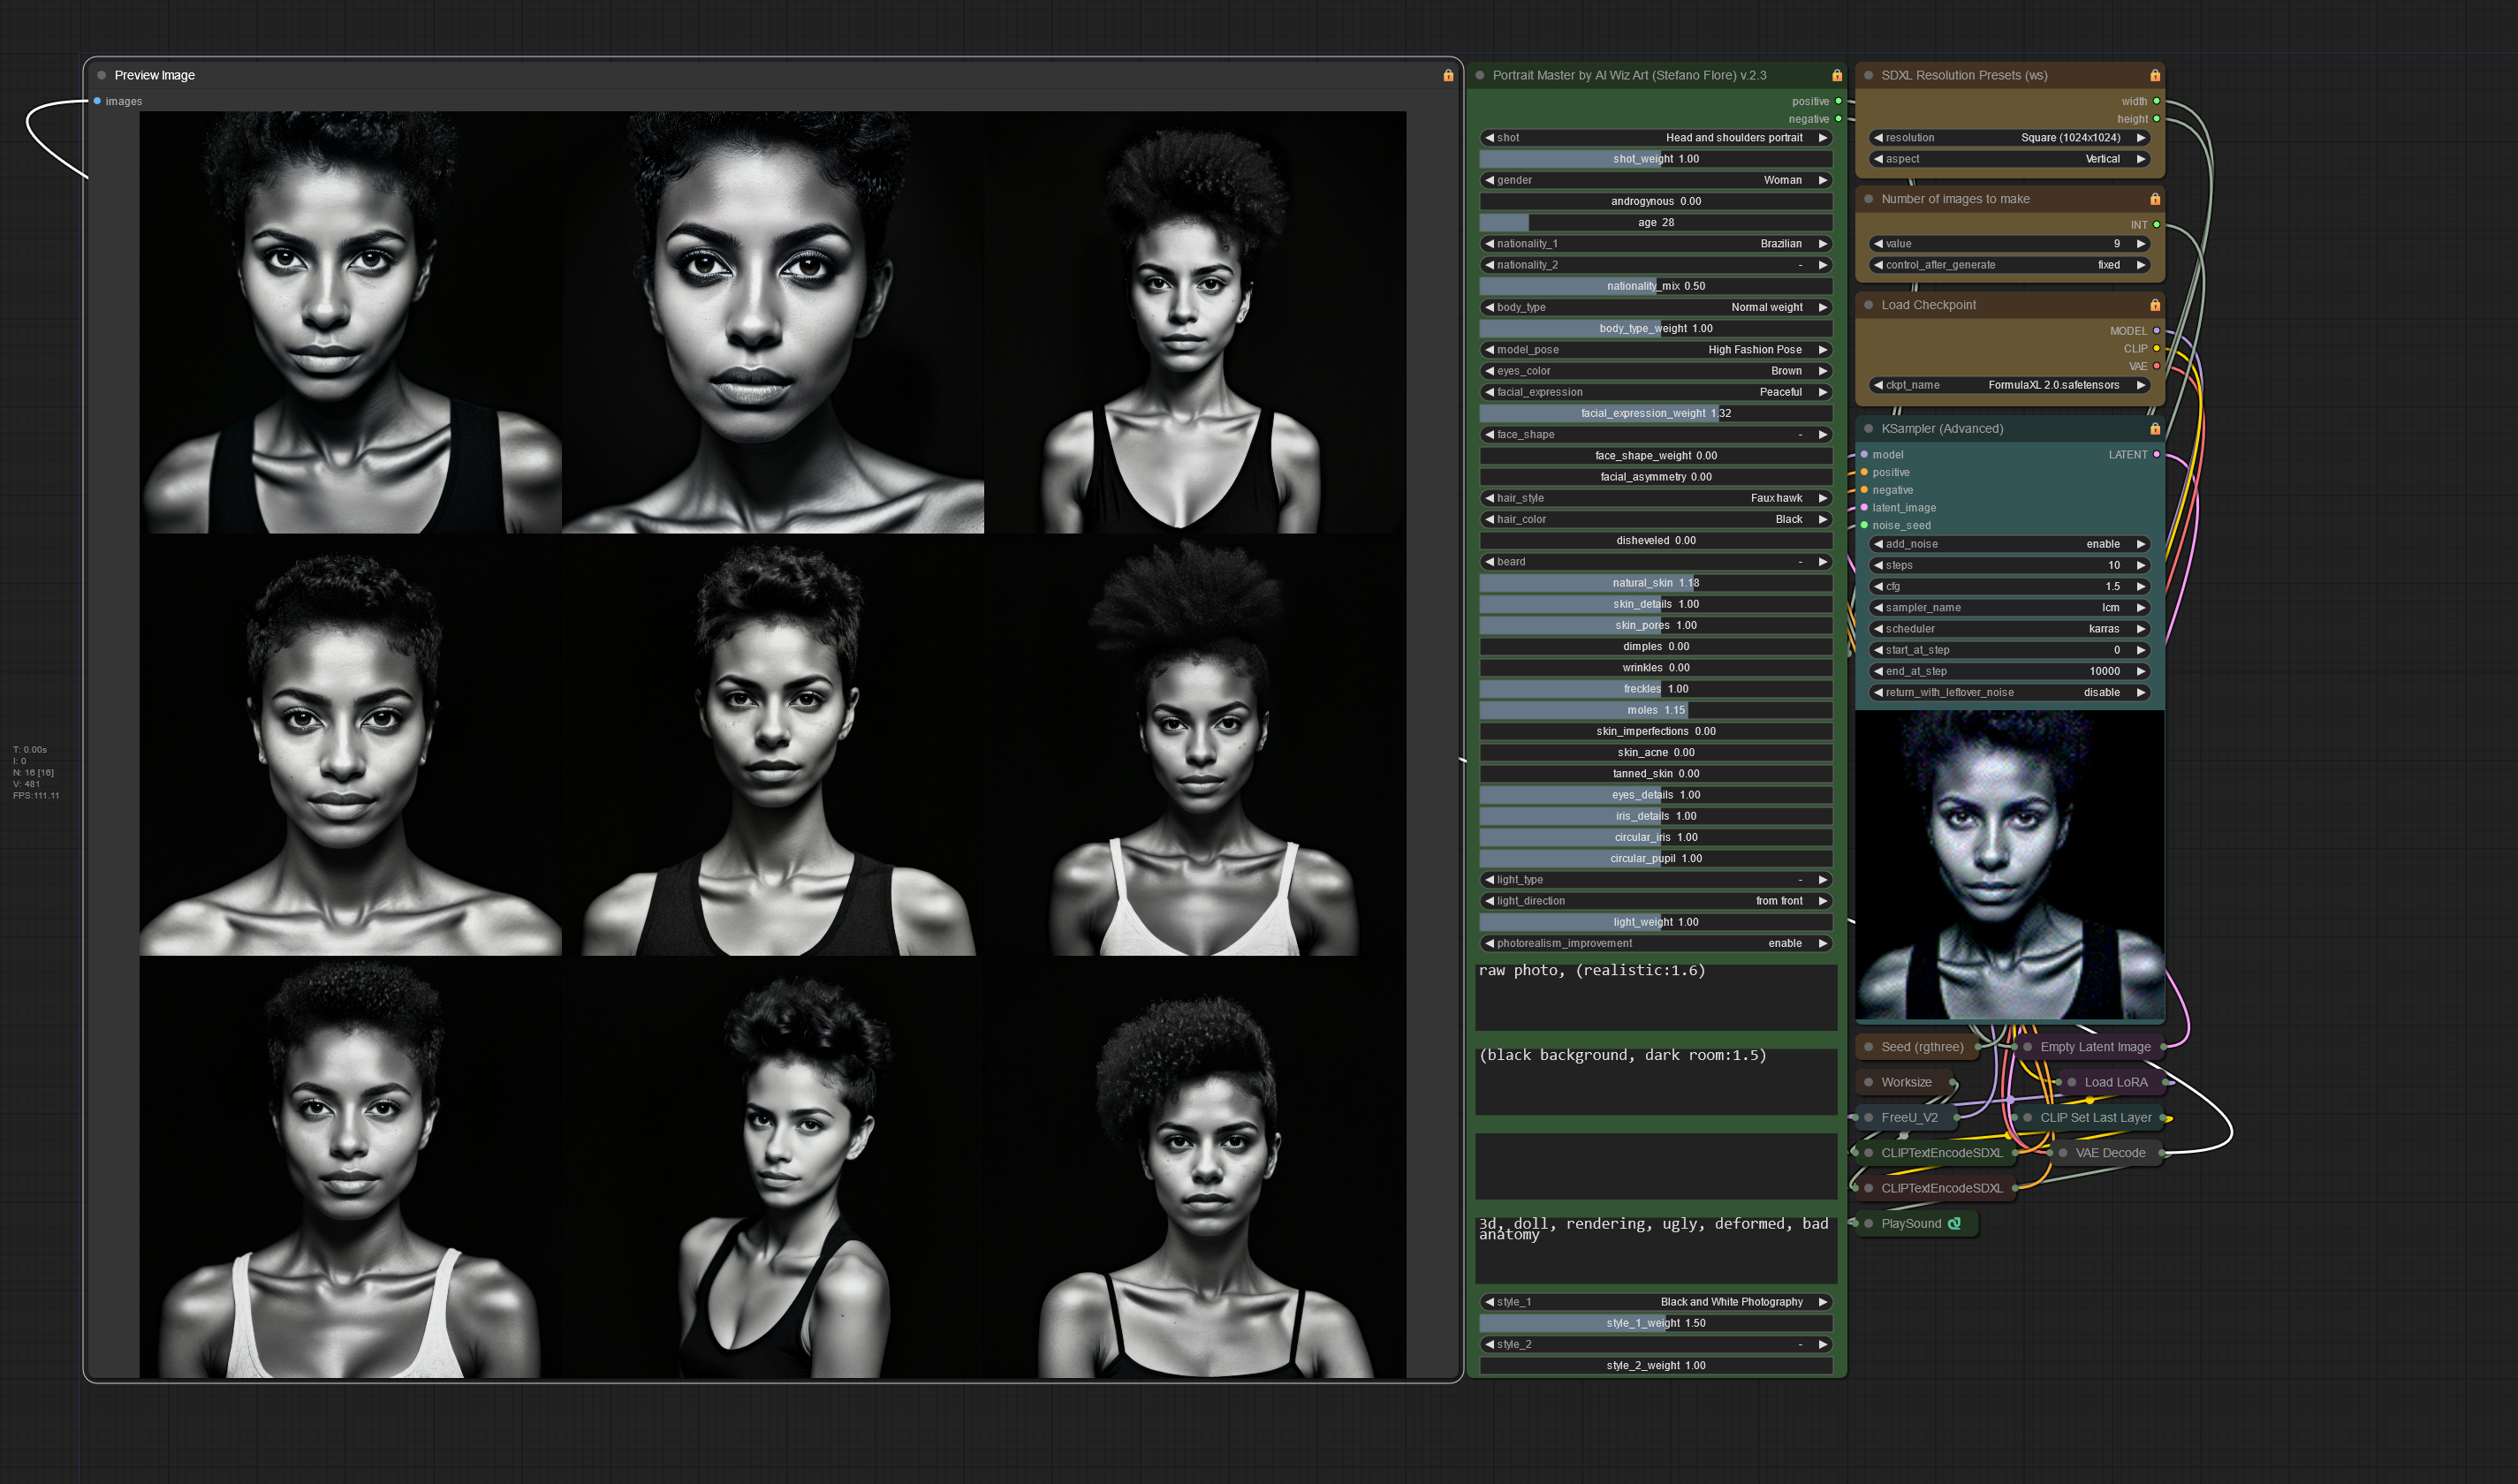 Preview Image
images
T: 0.00s
I: 0
N: 16 [16]
V: 481
FPS:111.11
Portrait Master by AI Wiz Art (Stefano Flore) v.2.3
positive
negative
shot Head and shoulders portrait
shot_weight 1.00
gender Woman
androgynous 0.00
age 28
nationality_1 Brazilian
nationality_2 -
nationality_mix 0.50
body_type Normal weight
body_type_weight 1.00
model_pose High Fashion Pose
eyes_color Brown
facial_expression Peaceful
facial_expression_weight 1.32
face_shape -
face_shape_weight 0.00
facial_asymmetry 0.00
hair_style Faux hawk
hair_color Black
disheveled 0.00
beard -
natural_skin 1.18
skin_details 1.00
skin_pores 1.00
dimples 0.00
wrinkles 0.00
freckles 1.00
moles 1.15
skin_imperfections 0.00
skin_acne 0.00
tanned_skin 0.00
eyes_details 1.00
iris_details 1.00
circular_iris 1.00
circular_pupil 1.00
light_type -
light_direction from front
light_weight 1.00
photorealism_improvement enable
raw photo, (realistic:1.6)
(black background, dark room:1.5)
3d, doll, rendering, ugly, deformed, bad
anatomy
style_1 Black and White Photography
style_1_weight 1.50
style_2 -
style_2_weight 1.00
SDXL Resolution Presets (ws)
width
height
resolution Square (1024x1024)
aspect Vertical
Number of images to make
INT
value 9
control_after_generate fixed
Load Checkpoint
MODEL
CLIP
VAE
ckpt_name FormulaXL 2.0.safetensors
KSampler (Advanced)
model LATENT
positive
negative
latent_image
noise_seed
add_noise enable
steps 10
cfg 1.5
sampler_name lcm
scheduler karras
start_at_step 0
end_at_step 10000
return_with_leftover_noise disable
Seed (rgthree) Empty Latent Image
Worksize Load LoRA
FreeU_V2 CLIP Set Last Layer
CLIPTextEncodeSDXL VAE Decode
CLIPTextEncodeSDXL
PlaySound